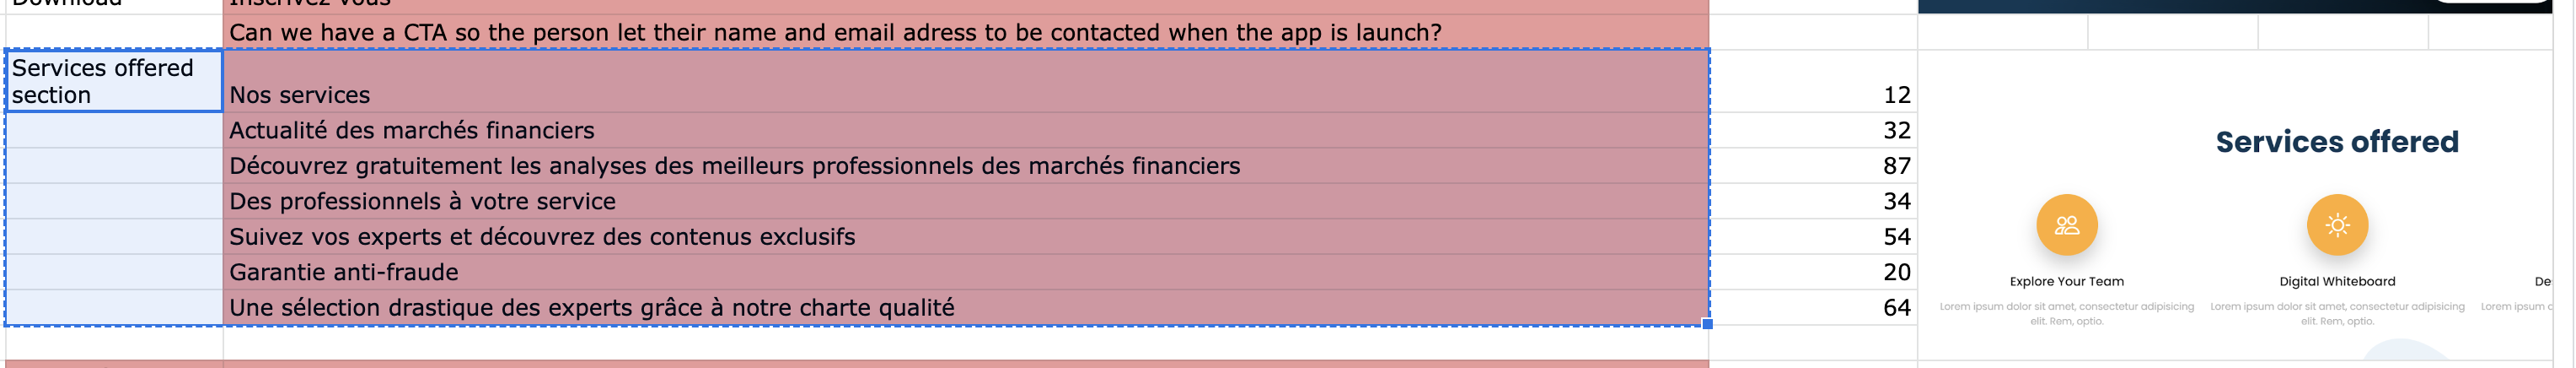 Download
Inscrivez-vous
Can we have a CTA so the person let their name and email adress to be contacted when the app is launch?
Services offered
section
Nos services
12
Actualité des marchés financiers
32
Découvrez gratuitement les analyses des meilleurs professionnels des marchés financiers
87
Des professionnels à votre service
34
Suivez vos experts et découvrez des contenus exclusifs
54
Garantie anti-fraude
20
Une sélection drastique des experts grâce à notre charte qualité
64
Services offered
Explore Your Team
Lorem ipsum dolor sit amet, consectetur adipisicing
elit. Rem, optio.
Digital Whiteboard
Lorem ipsum dolor sit amet, consectetur adipisicing
elit. Rem, optio.
De
Lorem ipsum